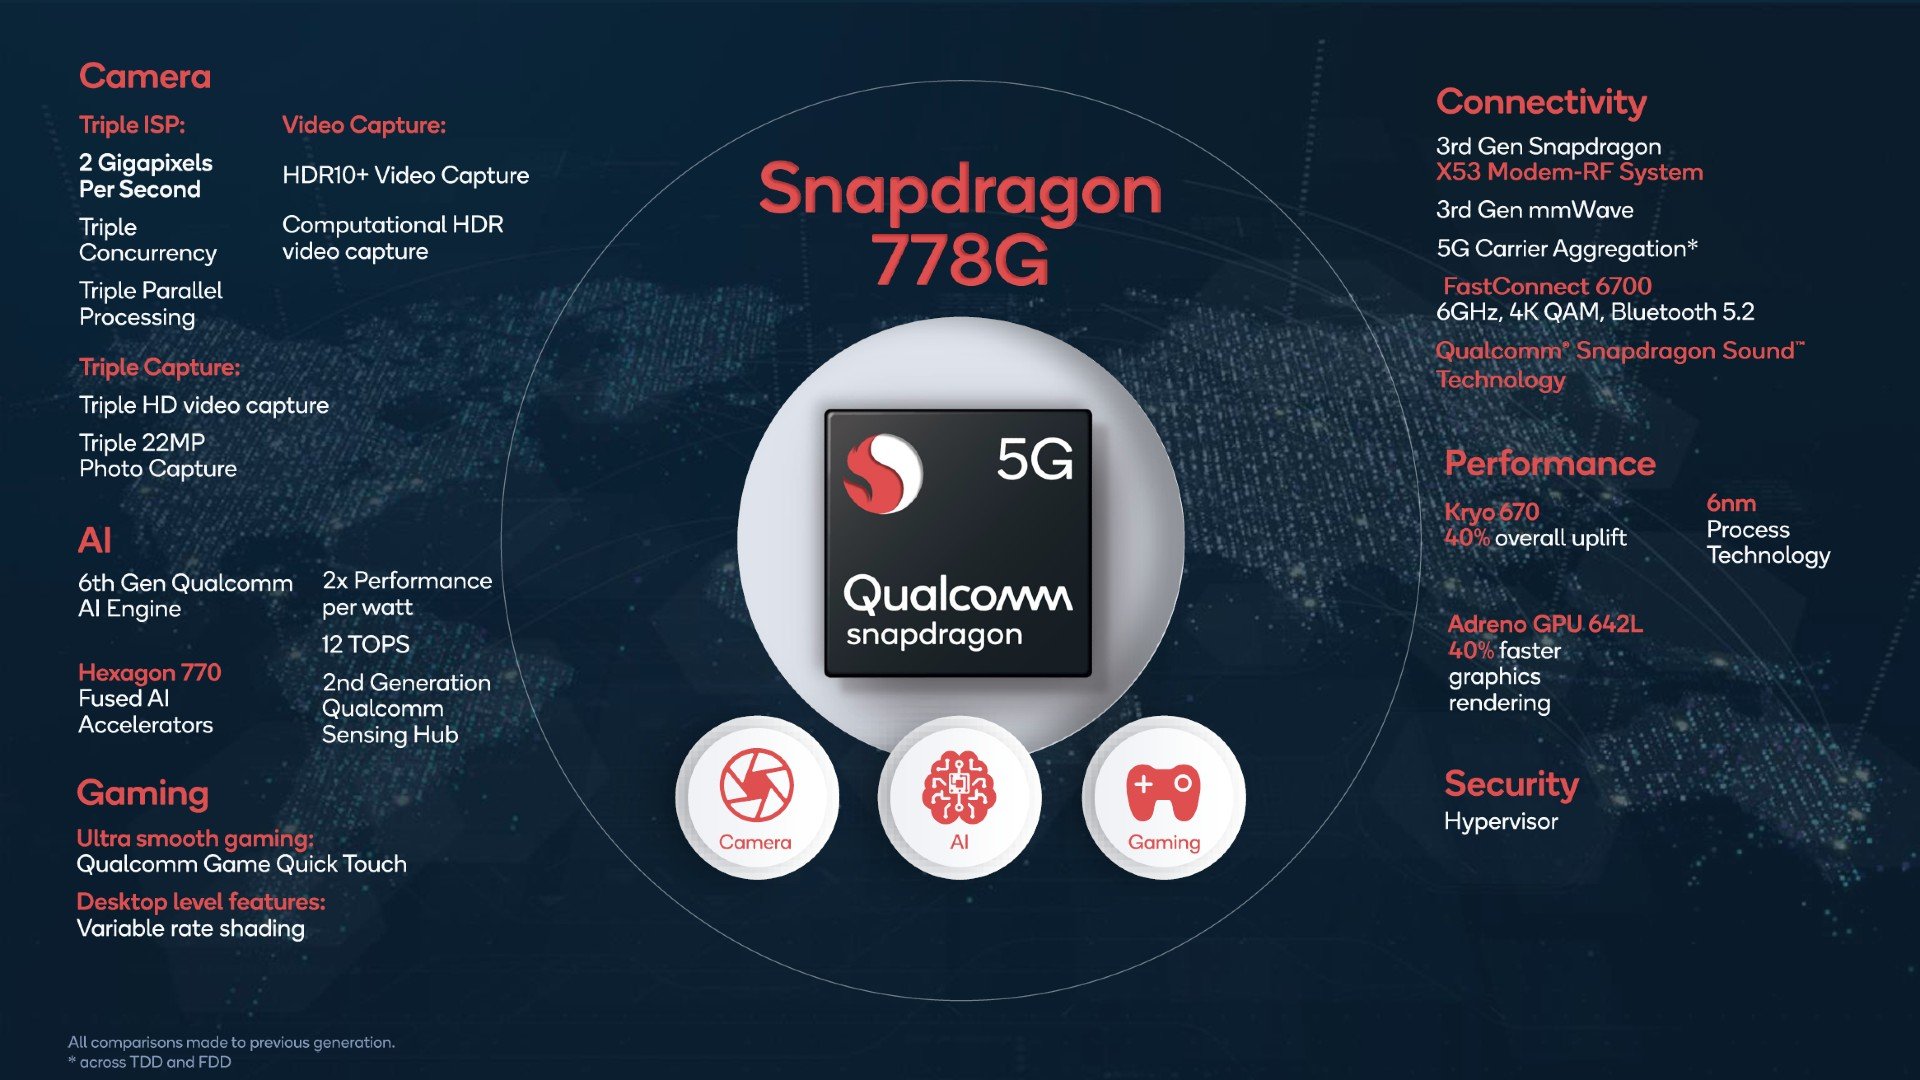 Camera
Triple ISP:
2 Gigapixels
Per Second
Triple
Concurrency
Triple Parallel
Processing
Video Capture:
HDR10+ Video Capture
Computational HDR
video capture
Triple Capture:
Triple HD video capture
Triple 22MP
Photo Capture
AI
6th Gen Qualcomm
AI Engine
Hexagon 770
Fused AI
Accelerators
2x Performance
per watt
12 TOPS
2nd Generation
Qualcomm
Sensing Hub
Gaming
Ultra smooth gaming:
Qualcomm Game Quick Touch
Desktop level features:
Variable rate shading
Snapdragon
778G
5G
Qualcomm
snapdragon
Camera
AI
Gaming
Connectivity
3rd Gen Snapdragon
X53 Modem-RF System
3rd Gen mmWave
5G Carrier Aggregation*
FastConnect 6700
6GHz, 4K QAM, Bluetooth 5.2
Qualcomm® Snapdragon Sound™
Technology
Performance
Kryo 670
40% overall uplift
6nm
Process
Technology
Adreno GPU 642L
40% faster
graphics
rendering
Security
Hypervisor
All comparisons made to previous generation.
* across TDD and FDD